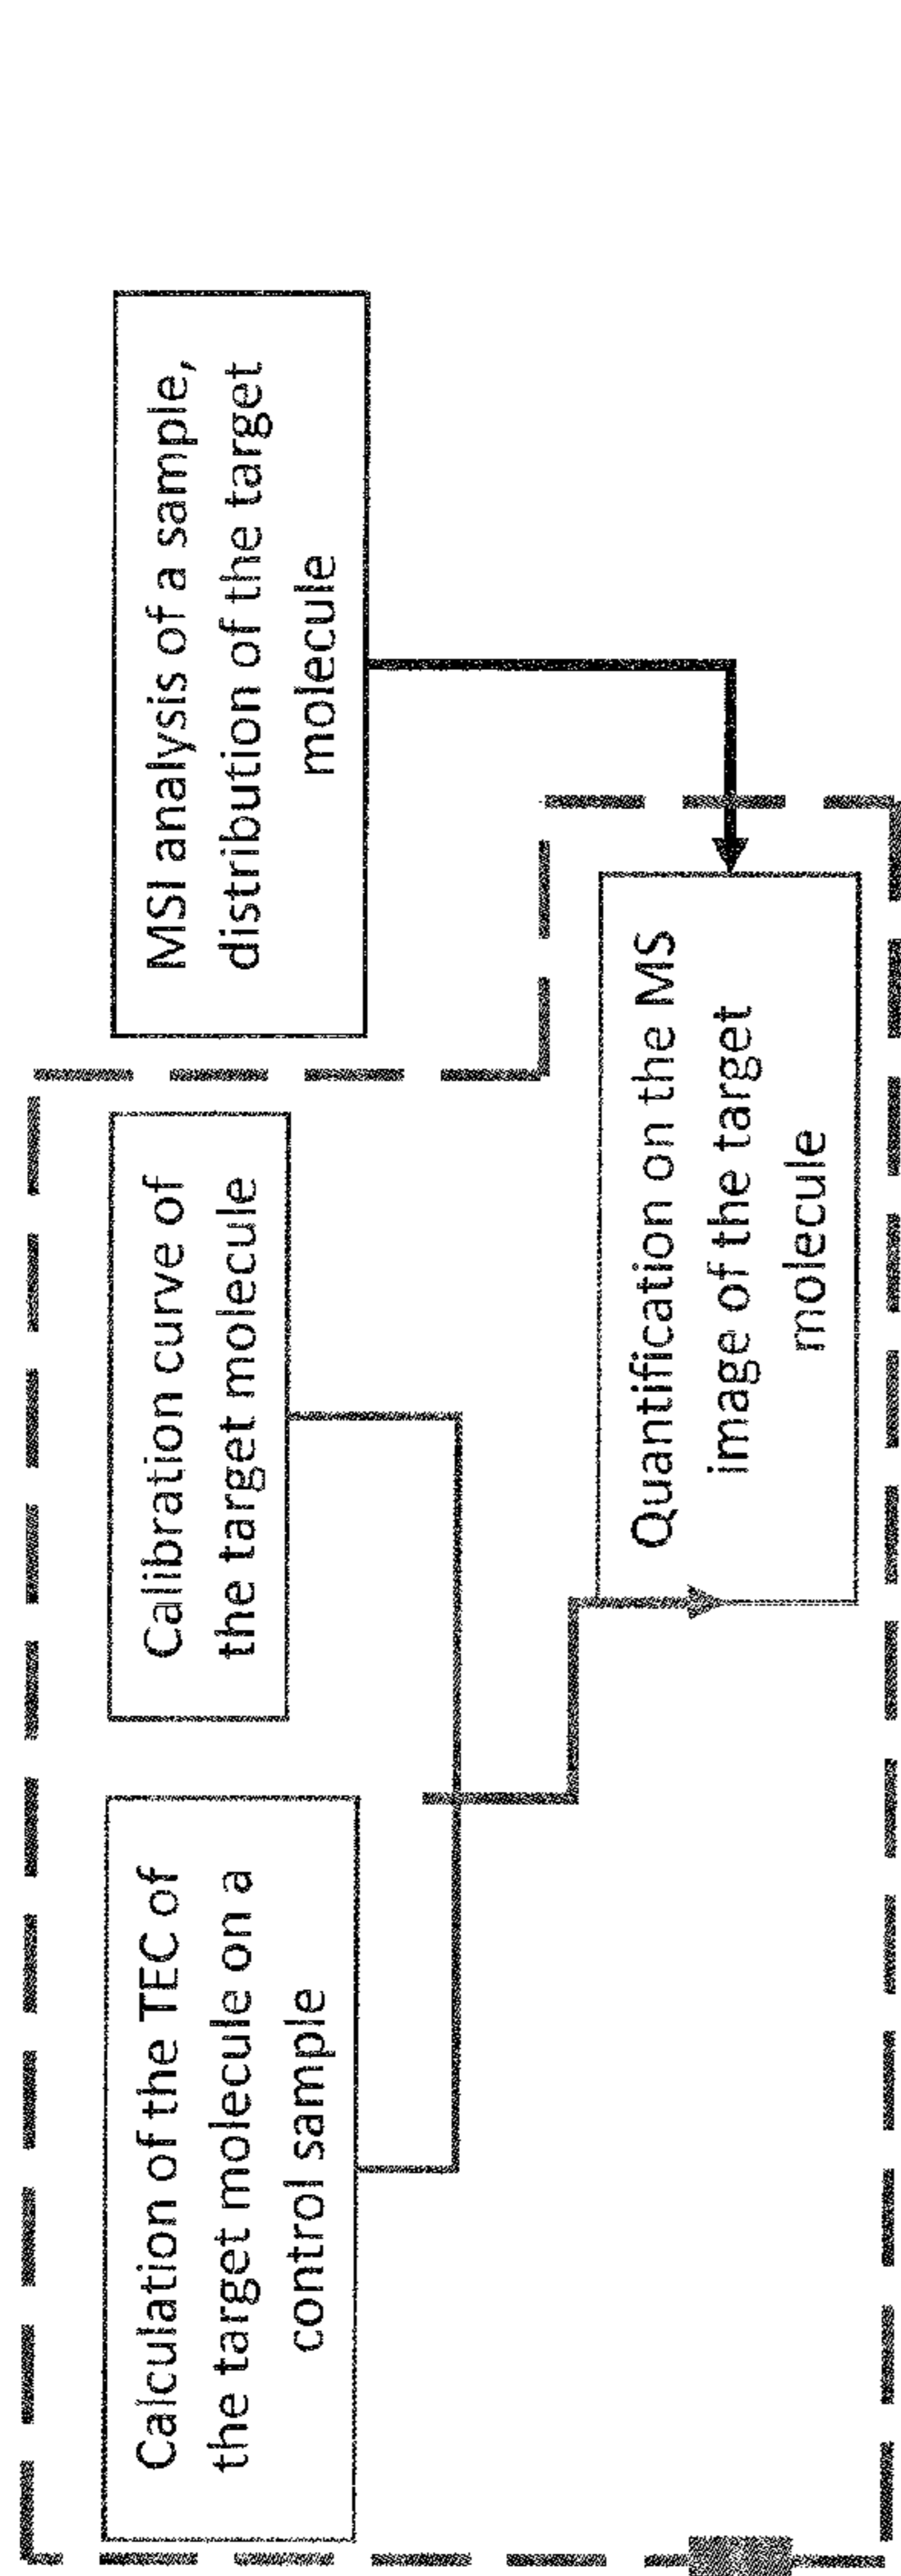 Calculation of the TEC of
the target molecule on a
control sample
Calibration curve of
the target molecule
MSI analysis of a sample,
distribution of the target
molecule
Quantification on the MS
image of the target
molecule